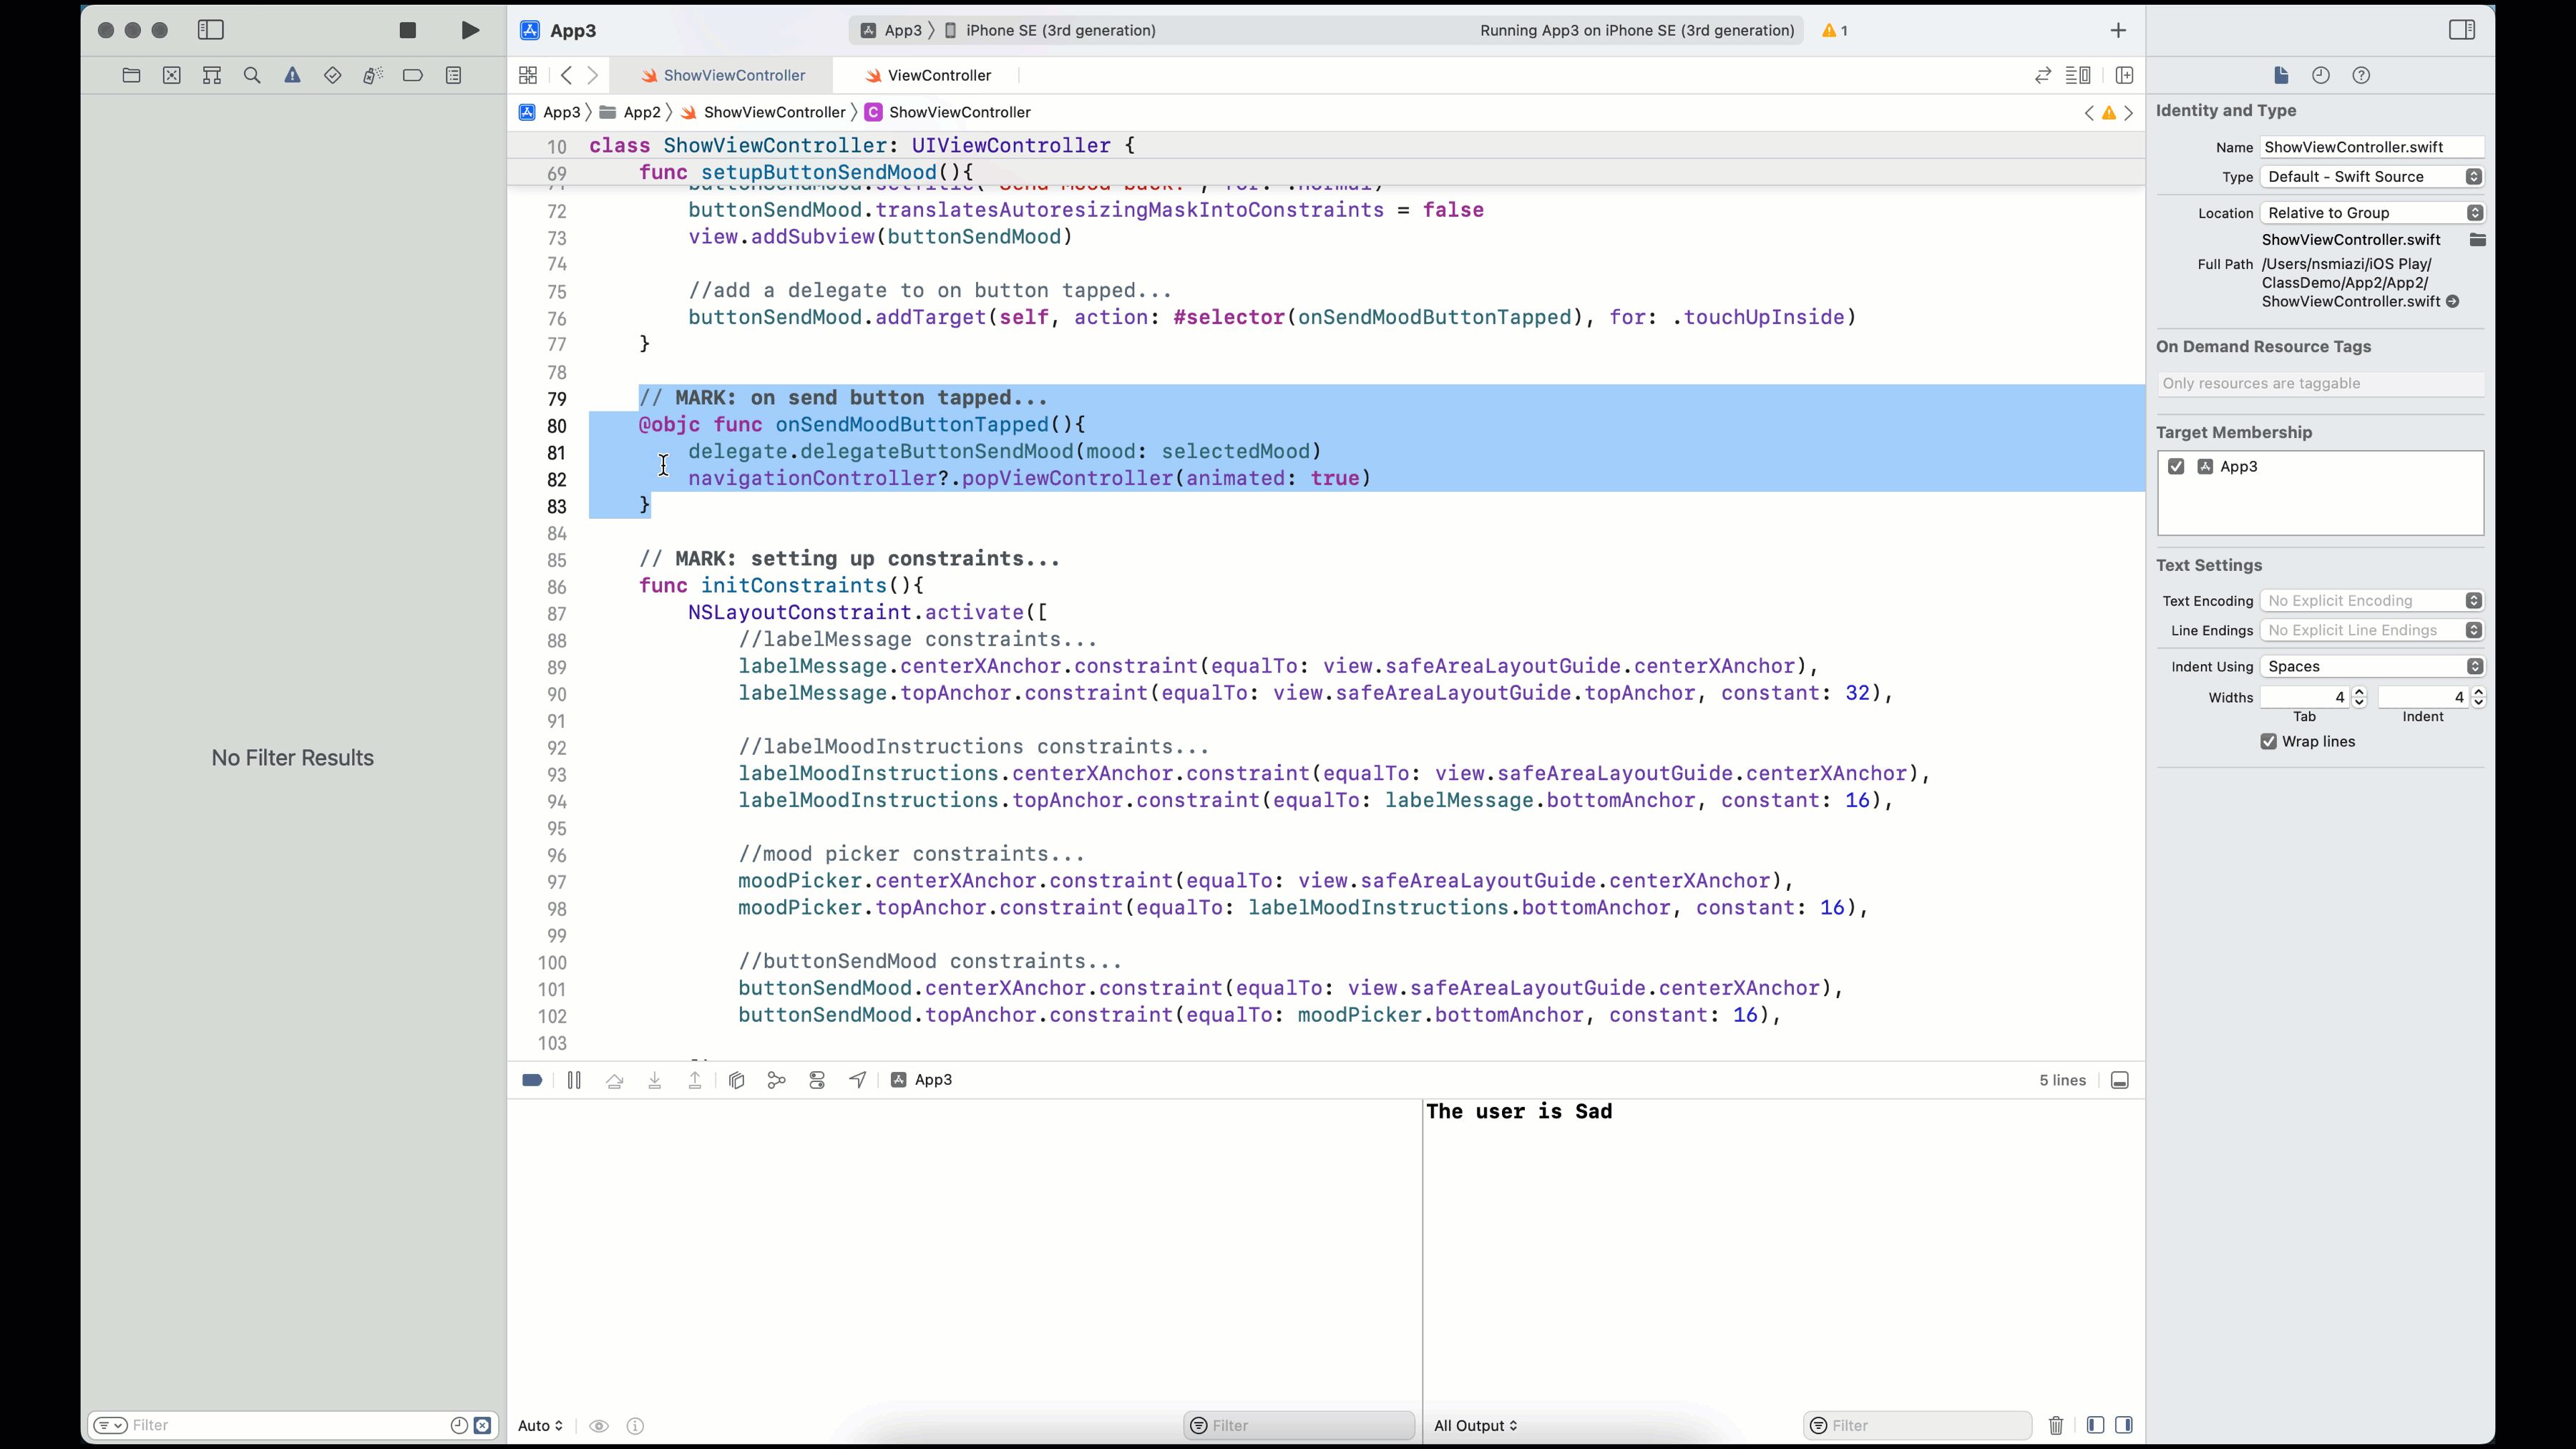 App3
App3 〉 iPhone SE (3rd generation)
Running App3 on iPhone SE (3rd generation)
1
ShowViewController
ViewController
App3 〉 App2 〉 ShowViewController 〉 C ShowViewController
10 class ShowViewController: UIViewController {
69 func setupButtonSendMood(){
72 buttonSendMood.translatesAutoresizingMaskIntoConstraints = false
73 view.addSubview(buttonSendMood)
74
75 //add a delegate to on button tapped...
76 buttonSendMood.addTarget(self, action: #selector(onSendMoodButtonTapped), for: .touchUpInside)
77 }
78
79 // MARK: on send button tapped...
80 @objc func onSendMoodButtonTapped(){
81 delegate.delegateButtonSendMood(mood: selectedMood)
82 navigationController?.popViewController(animated: true)
83 }
84
85 // MARK: setting up constraints...
86 func initConstraints(){
87 NSLayoutConstraint.activate([
88 //labelMessage constraints...
89 labelMessage.centerXAnchor.constraint(equalTo: view.safeAreaLayoutGuide.centerXAnchor),
90 labelMessage.topAnchor.constraint(equalTo: view.safeAreaLayoutGuide.topAnchor, constant: 32),
91
92 //labelMoodInstructions constraints...
93 labelMoodInstructions.centerXAnchor.constraint(equalTo: view.safeAreaLayoutGuide.centerXAnchor),
94 labelMoodInstructions.topAnchor.constraint(equalTo: labelMessage.bottomAnchor, constant: 16),
95
96 //mood picker constraints...
97 moodPicker.centerXAnchor.constraint(equalTo: view.safeAreaLayoutGuide.centerXAnchor),
98 moodPicker.topAnchor.constraint(equalTo: labelMoodInstructions.bottomAnchor, constant: 16),
99
100 //buttonSendMood constraints...
101 buttonSendMood.centerXAnchor.constraint(equalTo: view.safeAreaLayoutGuide.centerXAnchor),
102 buttonSendMood.topAnchor.constraint(equalTo: moodPicker.bottomAnchor, constant: 16),
103
No Filter Results
Filter
App3
5 lines
The user is Sad
Auto
Filter
All Output
Filter
Identity and Type
Name ShowViewController.swift
Type Default - Swift Source
Location Relative to Group
ShowViewController.swift
Full Path /Users/nsmiazi/iOS Play/
ClassDemo/App2/App2/
ShowViewController.swift
On Demand Resource Tags
Only resources are taggable
Target Membership
App3
Text Settings
Text Encoding No Explicit Encoding
Line Endings No Explicit Line Endings
Indent Using Spaces
Widths 4 4
Tab Indent
Wrap lines